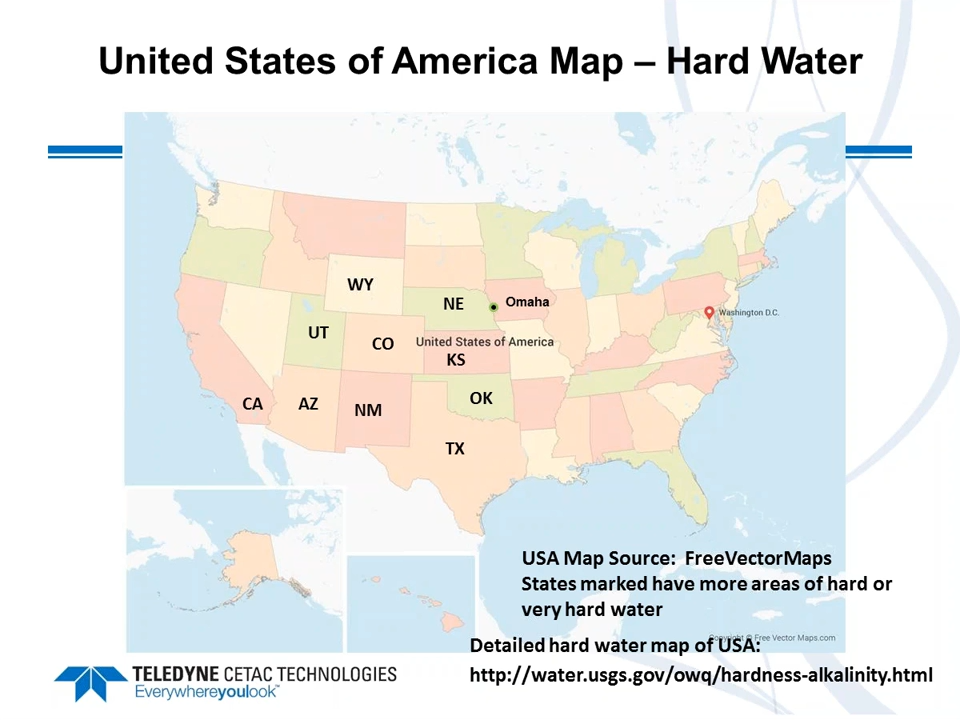 United States of America Map – Hard Water
WY
NE
Omaha
Washington D.C.
UT
CO
United States of America
KS
CA
AZ
NM
OK
TX
USA Map Source: FreeVectorMaps
States marked have more areas of hard or
very hard water
Copyright © Free Vector Maps.com
Detailed hard water map of USA:
http://water.usgs.gov/owq/hardness-alkalinity.html
TELEDYNE CETAC TECHNOLOGIES
Everywhereyoulook™